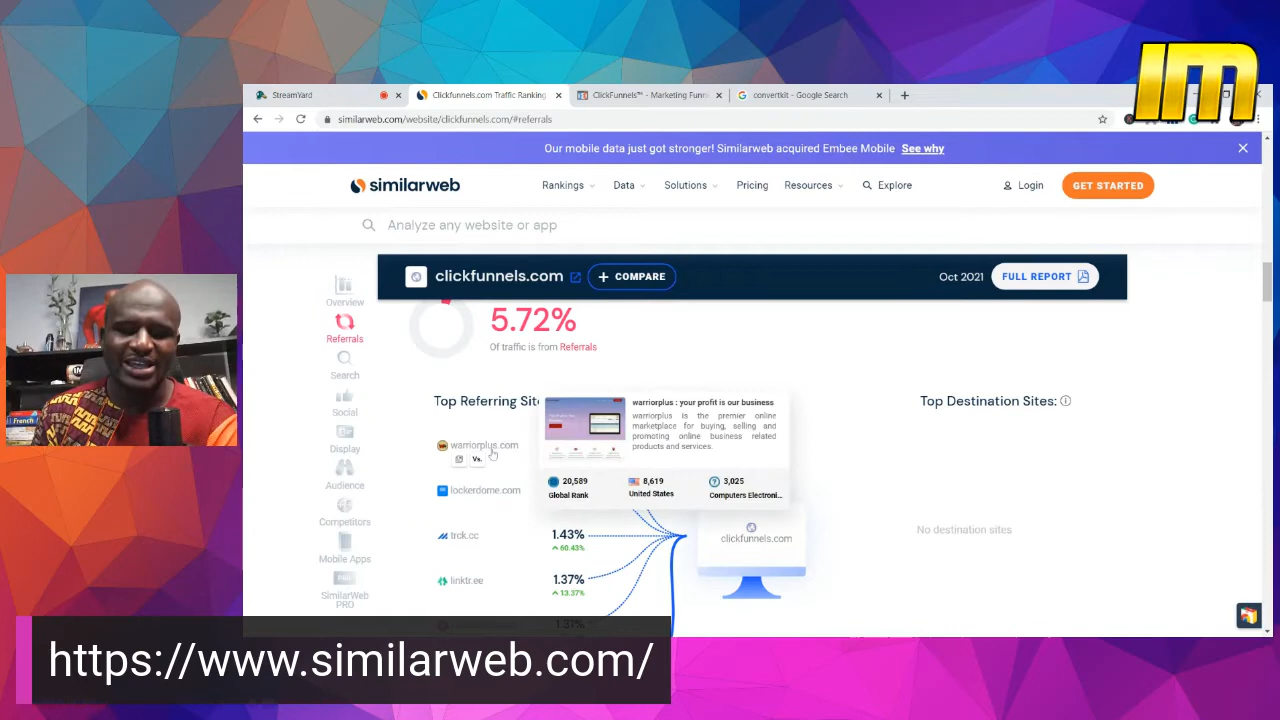 IM
StreamYard
Clickfunnels.com Traffic Ranking
ClickFunnels™ - Marketing Funn
convertkit - Google Search
similarweb.com/website/clickfunnels.com/#referrals
Our mobile data just got stronger! Similarweb acquired Embee Mobile See why
similarweb
Rankings
Data
Solutions
Pricing
Resources
Explore
Login
GET STARTED
Analyze any website or app
clickfunnels.com
+ COMPARE
Oct 2021
FULL REPORT
Overview
Referrals
Search
Social
Display
Audience
Competitors
Mobile Apps
PRO
SimilarWeb
PRO
5.72%
Of traffic is from Referrals
Top Referring Sit
Top Destination Sites:
warriorplus.com
Vs.
lockerdome.com
trck.cc
1.43%
60.43%
linktr.ee
1.37%
13.37%
1.37%
warriorplus : your profit is our business
warriorplus is the premier online
marketplace for buying, selling and
promoting online business related
products and services.
20,589
Global Rank
8,619
United States
3,025
Computers Electroni...
clickfunnels.com
No destination sites
French
https://www.similarweb.com/